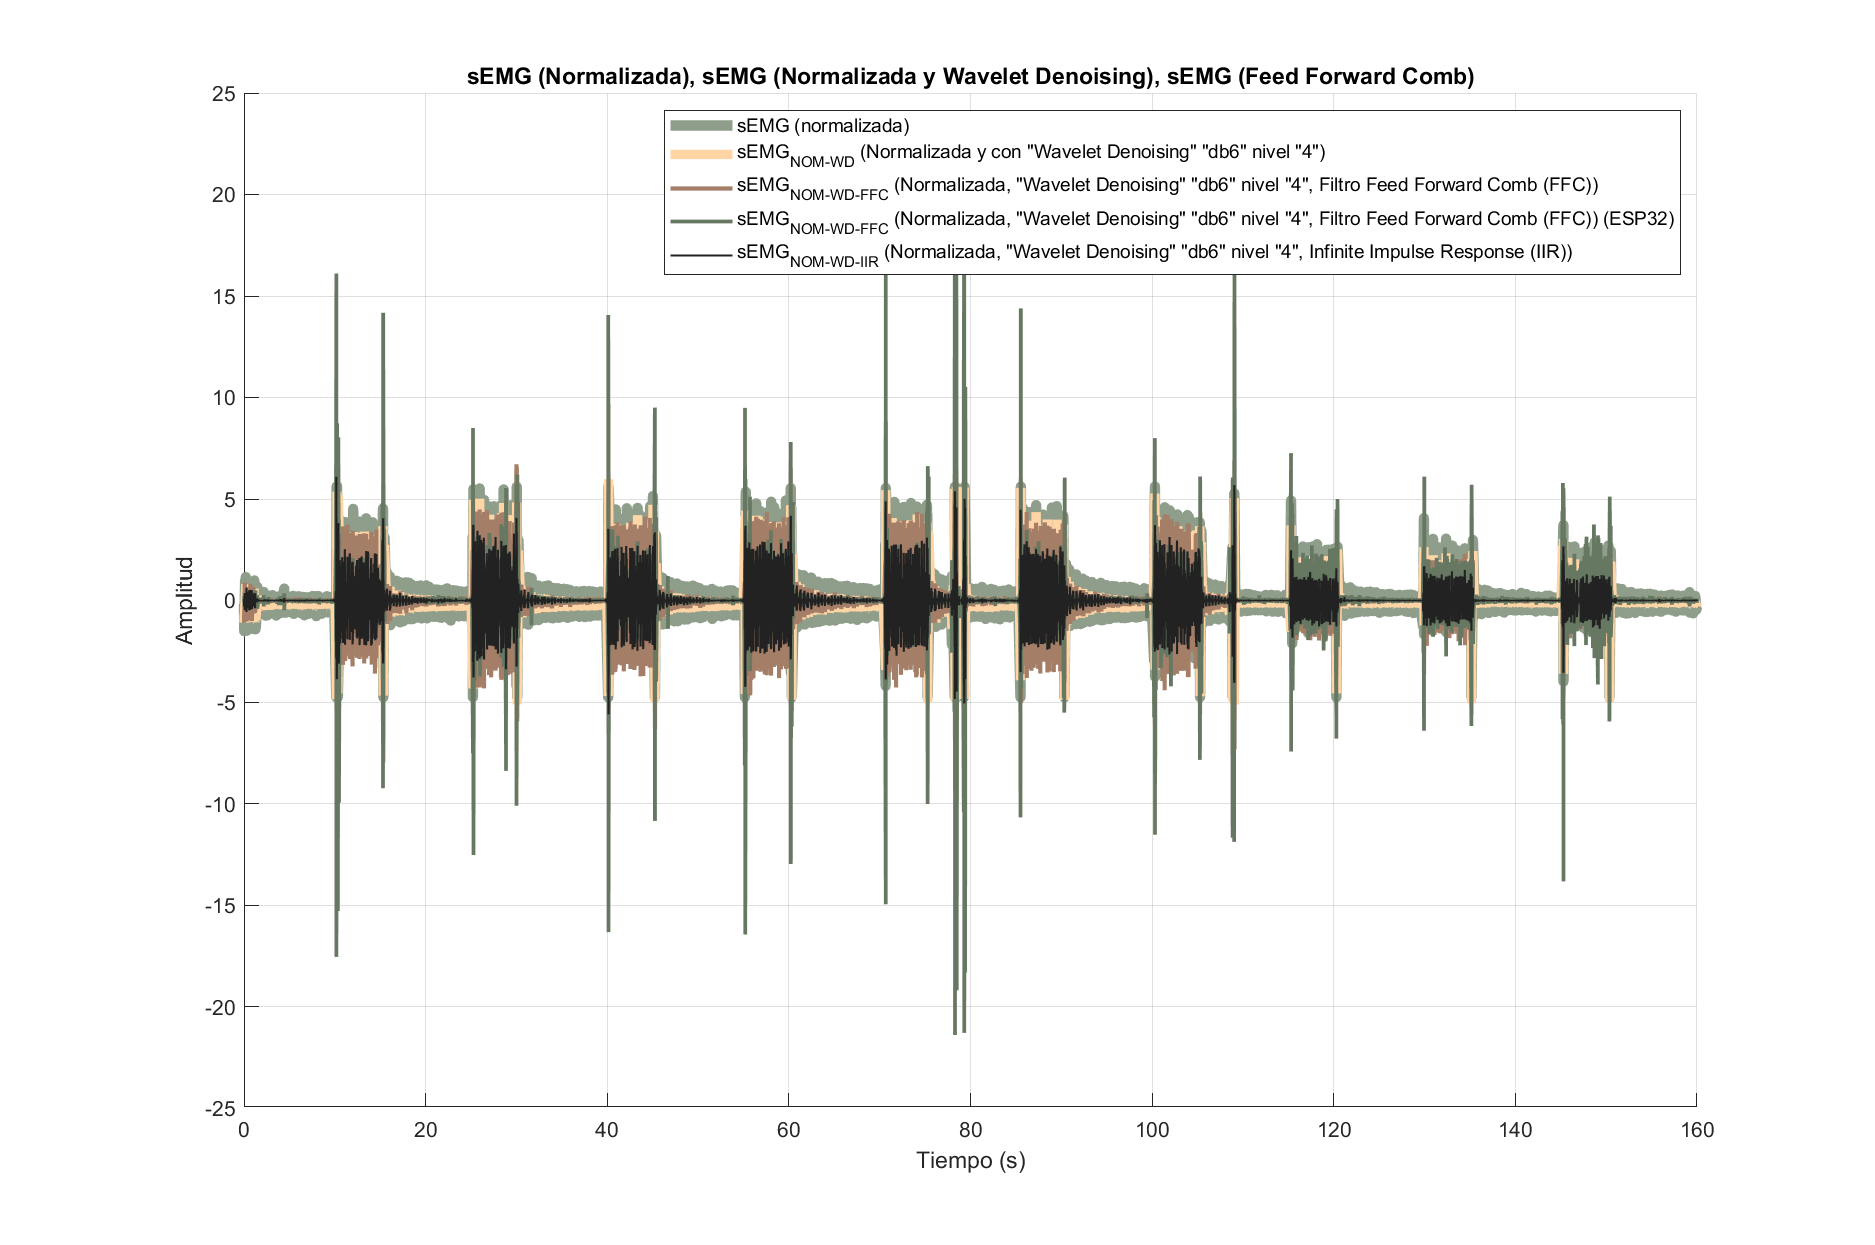 sEMG (Normalizada), sEMG (Normalizada y Wavelet Denoising), sEMG (Feed Forward Comb)
sEMG (normalizada)
sEMG_NOM-WD (Normalizada y con "Wavelet Denoising" "db6" nivel "4")
sEMG_NOM-WD-FFC (Normalizada, "Wavelet Denoising" "db6" nivel "4", Filtro Feed Forward Comb (FFC))
sEMG_NOM-WD-FFC (Normalizada, "Wavelet Denoising" "db6" nivel "4", Filtro Feed Forward Comb (FFC)) (ESP32)
sEMG_NOM-WD-IIR (Normalizada, "Wavelet Denoising" "db6" nivel "4", Infinite Impulse Response (IIR))
25
20
15
10
5
0
-5
-10
-15
-20
-25
Amplitud
0 20 40 60 80 100 120 140 160
Tiempo (s)